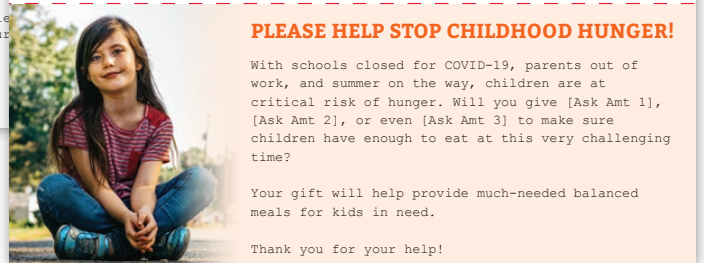 PLEASE HELP STOP CHILDHOOD HUNGER!
With schools closed for COVID-19, parents out of
work, and summer on the way, children are at
critical risk of hunger. Will you give [Ask Amt 1],
[Ask Amt 2], or even [Ask Amt 3] to make sure
children have enough to eat at this very challenging
time?
Your gift will help provide much-needed balanced
meals for kids in need.
Thank you for your help!